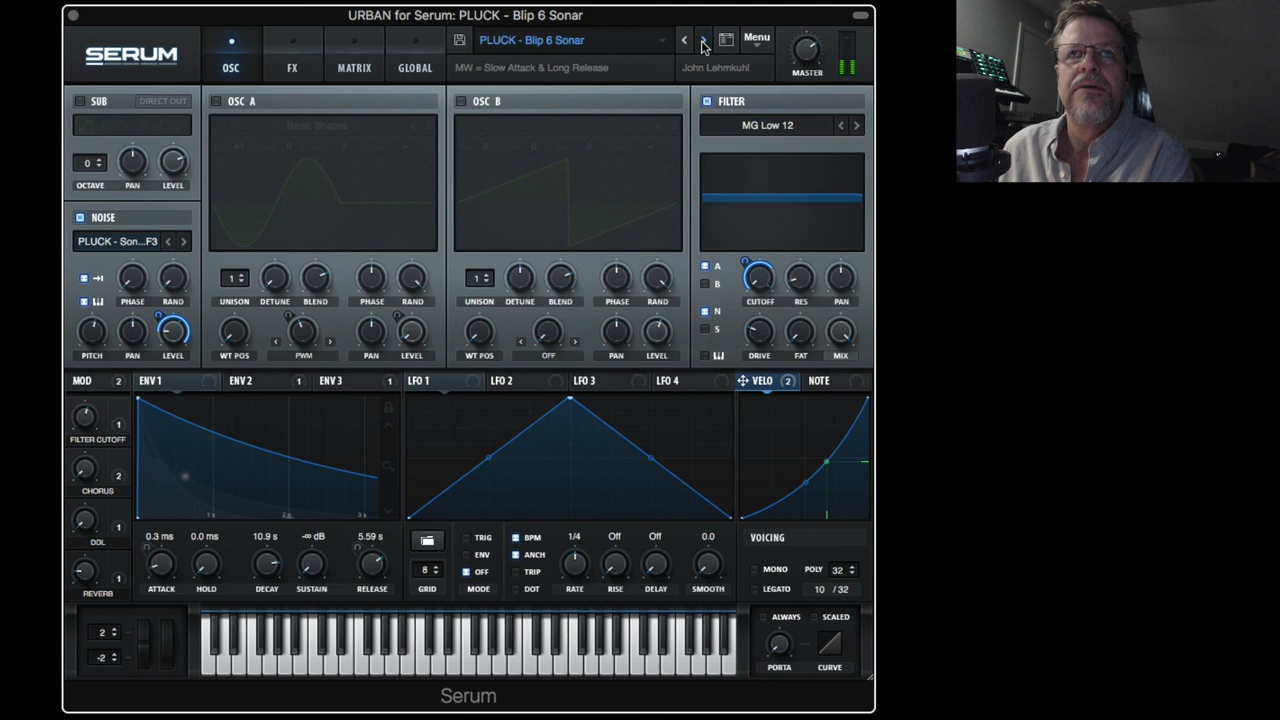 URBAN for Serum: PLUCK - Blip 6 Sonar
SERUM
OSC
FX
MATRIX
GLOBAL
PLUCK - Blip 6 Sonar
MW = Slow Attack & Long Release
John Lehmkuhl
Menu
MASTER
SUB
DIRECT OUT
0
OCTAVE
PAN
LEVEL
NOISE
PLUCK - Son...F3
PHASE
RAND
PITCH
PAN
LEVEL
OSC A
Basic Shapes
1
UNISON
DETUNE
BLEND
PHASE
RAND
WT POS
PWM
PAN
LEVEL
OSC B
1
UNISON
DETUNE
BLEND
PHASE
RAND
WT POS
OFF
PAN
LEVEL
FILTER
MG Low 12
A
B
N
S
CUTOFF
RES
PAN
DRIVE
FAT
MIX
MOD 2
ENV 1
ENV 2 1
ENV 3 1
LFO 1
LFO 2
LFO 3
LFO 4
VELO 2
NOTE
1
FILTER CUTOFF
2
CHORUS
1
DDL
1
REVERB
0.3 ms
0.0 ms
10.9 s
-∞ dB
5.59 s
ATTACK
HOLD
DECAY
SUSTAIN
RELEASE
8
GRID
TRIG
ENV
OFF
MODE
BPM
ANCH
TRIP
DOT
1/4
Off
Off
0.0
RATE
RISE
DELAY
SMOOTH
VOICING
MONO
POLY
32
LEGATO
10 / 32
ALWAYS
SCALED
PORTA
CURVE
2
-2
Serum